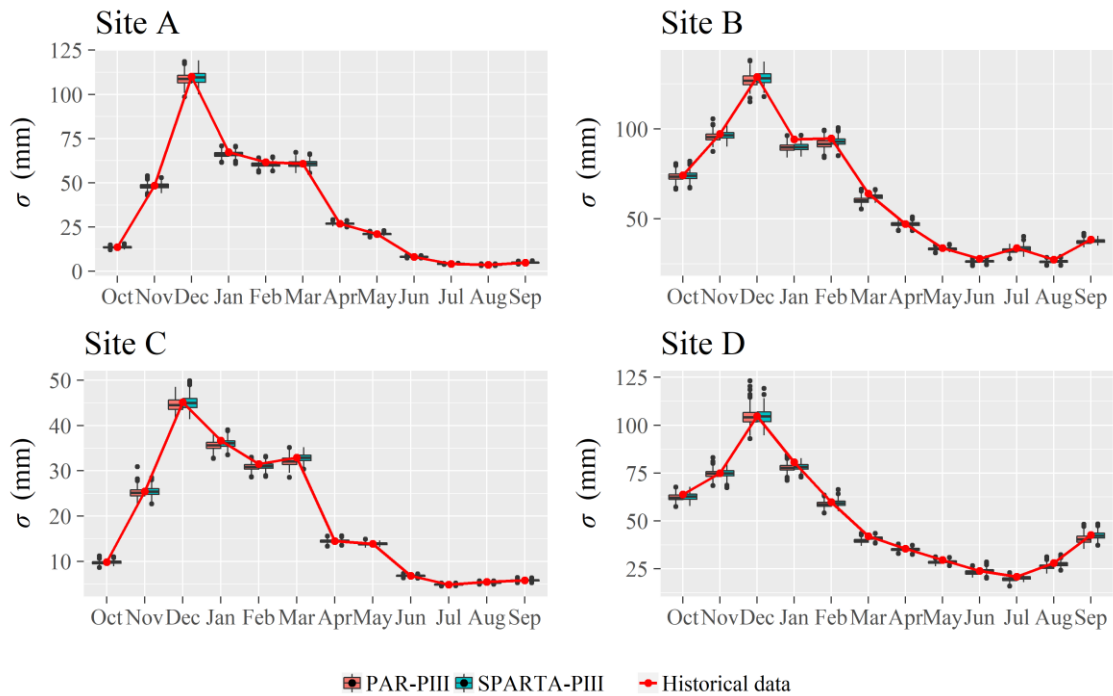 Site A
σ (mm)
125
100
75
50
25
0
Oct Nov Dec Jan Feb Mar Apr May Jun Jul Aug Sep
Site B
σ (mm)
100
50
Oct Nov Dec Jan Feb Mar Apr May Jun Jul Aug Sep
Site C
σ (mm)
50
40
30
20
10
Oct Nov Dec Jan Feb Mar Apr May Jun Jul Aug Sep
Site D
σ (mm)
125
100
75
50
25
Oct Nov Dec Jan Feb Mar Apr May Jun Jul Aug Sep
PAR-PIII SPARTA-PIII Historical data